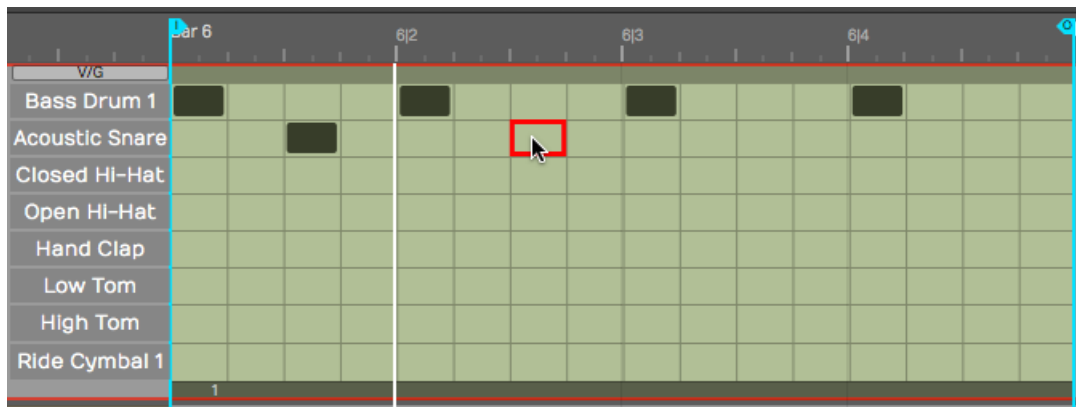 ar 6 6|2 6|3 6|4
V/G
Bass Drum 1
Acoustic Snare
Closed Hi-Hat
Open Hi-Hat
Hand Clap
Low Tom
High Tom
Ride Cymbal 1
1